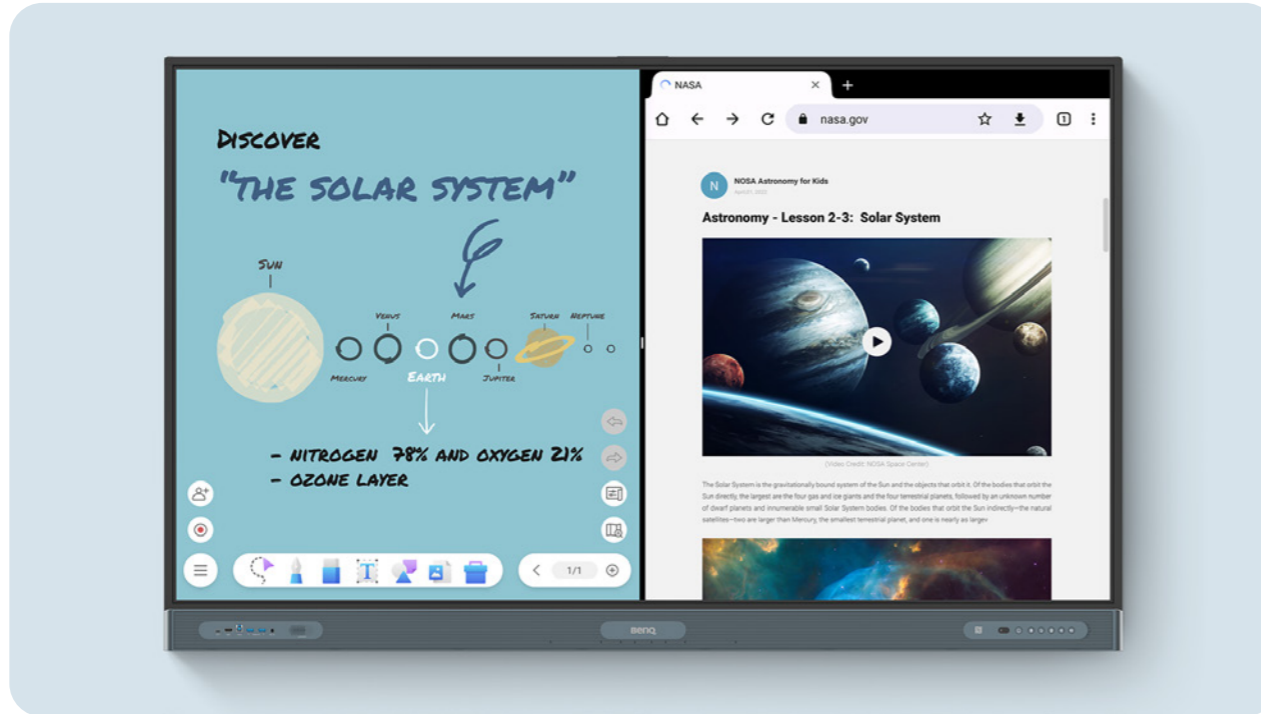 DISCOVER
"THE SOLAR SYSTEM"
SUN
VENUS
MARS
SATURN
NEPTUNE
MERCURY
EARTH
JUPITER
- NITROGEN 78% AND OXYGEN 21%
- OZONE LAYER
T
1/1
NASA
nasa.gov
1
N
NOSA Astronomy for Kids
April 21, 2023
Astronomy - Lesson 2-3: Solar System
(Video Credit: NOSA Space Center)
The Solar System is the gravitationally bound system of the Sun and the objects that orbit it. Of the bodies that orbit the
Sun directly, the largest are the four gas and ice giants and the four terrestrial planets, followed by an unknown number
of dwarf planets and innumerable small Solar System bodies. Of the bodies that orbit the Sun indirectly—the natural
satellites—two are larger than Mercury, the smallest terrestrial planet, and one is nearly as large
BenQ